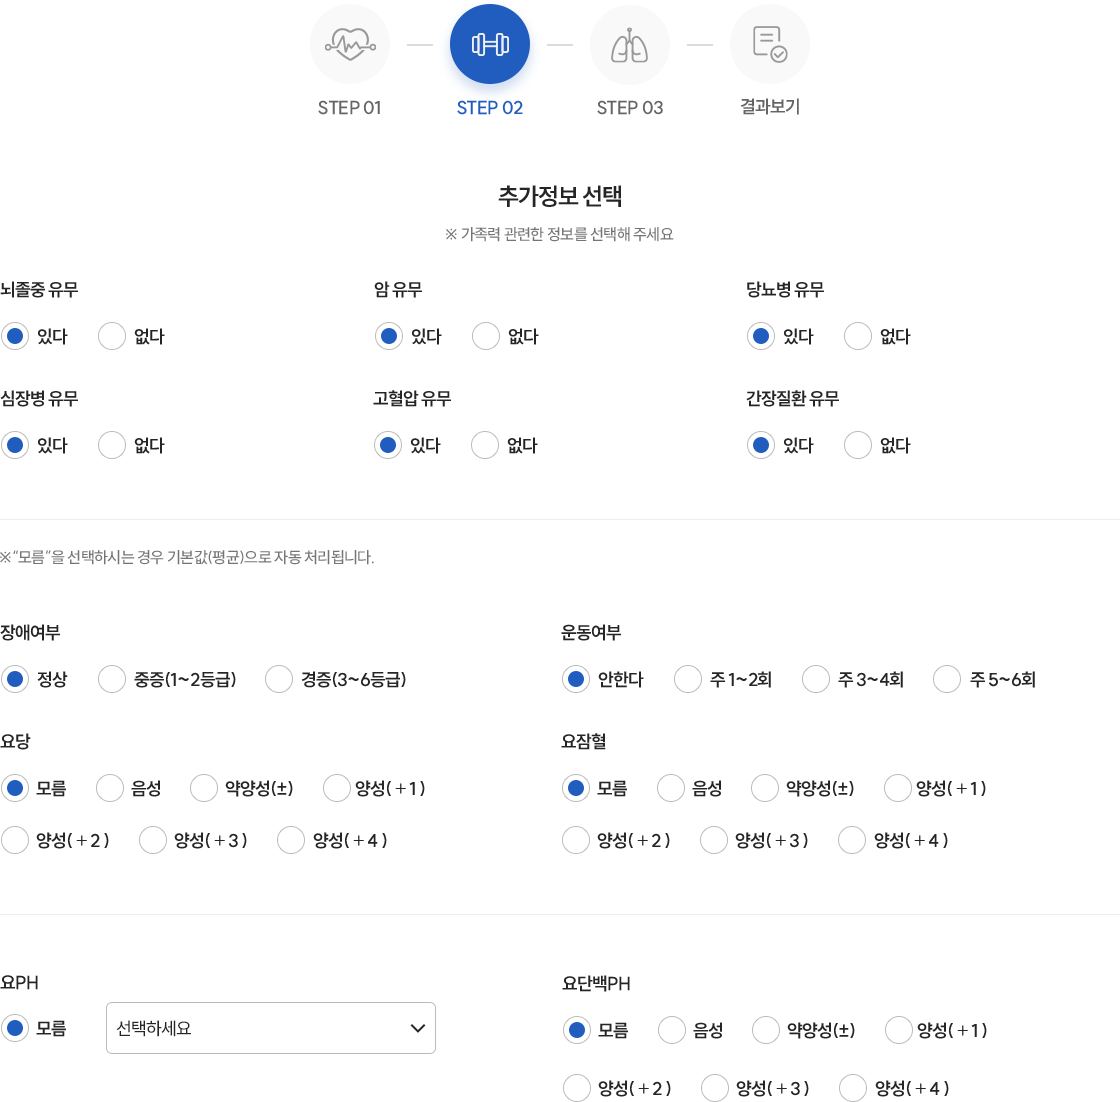 STEP 01 STEP 02 STEP 03 결과보기
추가정보 선택
※ 가족력 관련한 정보를 선택해 주세요
뇌졸중 유무 암 유무 당뇨병 유무
있다 없다 있다 없다 있다 없다
심장병 유무 고혈압 유무 간장질환 유무
있다 없다 있다 없다 있다 없다
※“모름”을 선택하시는 경우 기본값(평균)으로 자동 처리됩니다.
장애여부 운동여부
정상 중증(1~2등급) 경증(3~6등급) 안한다 주 1~2회 주 3~4회 주 5~6회
요당 요잠혈
모름 음성 약양성(±) 양성(+1) 모름 음성 약양성(±) 양성(+1)
양성(+2) 양성(+3) 양성(+4) 양성(+2) 양성(+3) 양성(+4)
요PH 요단백PH
모름 선택하세요 모름 음성 약양성(±) 양성(+1)
양성(+2) 양성(+3) 양성(+4)